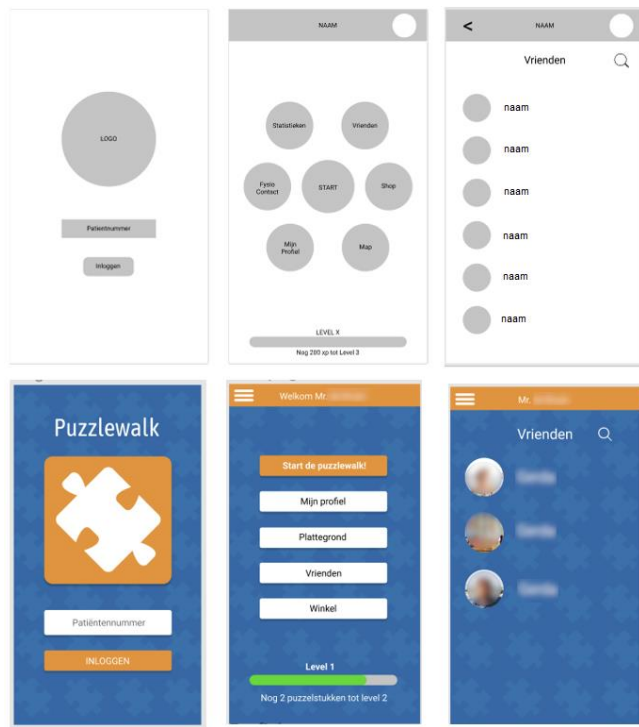 LOGO
Patientnummer
Inloggen
NAAM
Statistieken
Vrienden
Fysio
Contact
START
Shop
Mijn
Profiel
Map
LEVEL X
Nog 200 xp tot Level 3
<
NAAM
Vrienden
naam
naam
naam
naam
naam
naam
Puzzlewalk
Patiëntennummer
INLOGGEN
Welkom Mr.
Start de puzzlewalk!
Mijn profiel
Plattegrond
Vrienden
Winkel
Level 1
Nog 2 puzzelstukken tot level 2
Mr.
Vrienden